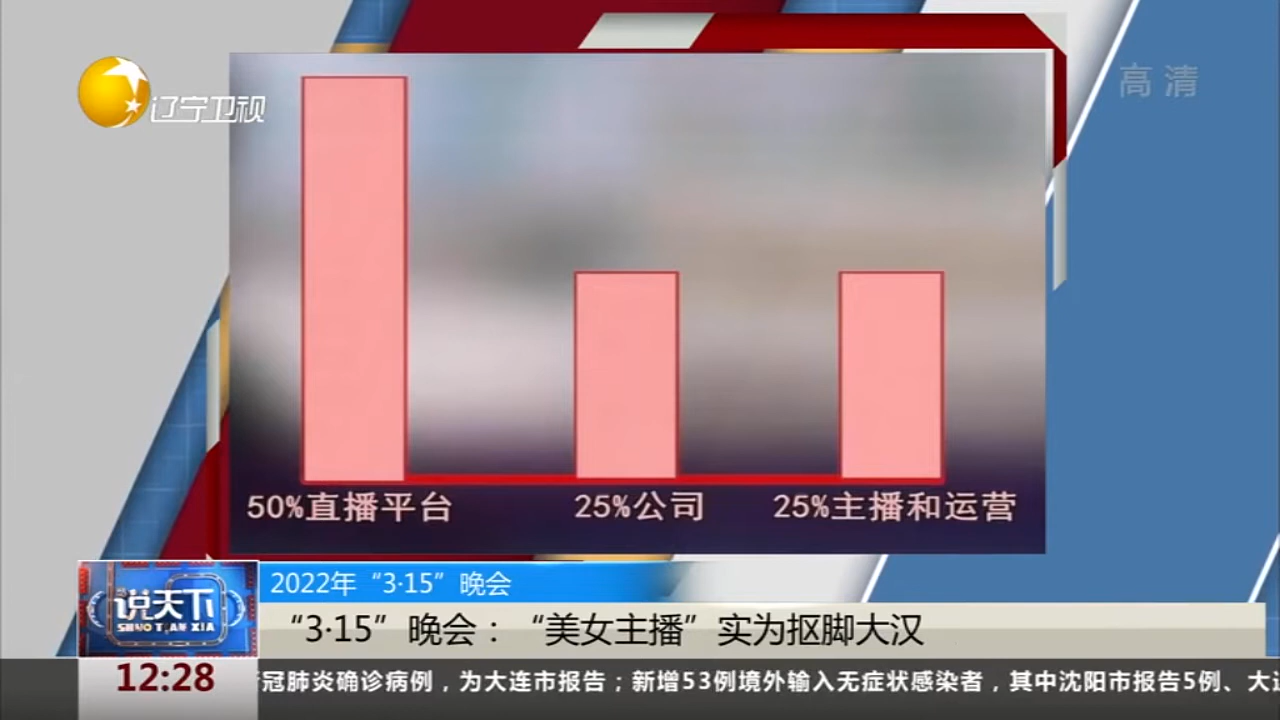 辽宁卫视
高清
50%直播平台
25%公司
25%主播和运营
2022年“3·15”晚会
“3·15”晚会：“美女主播”实为抠脚大汉
说天下
SHUO TIAN XIA
12:28
冠肺炎确诊病例，为大连市报告；新增53例境外输入无症状感染者，其中沈阳市报告5例、大